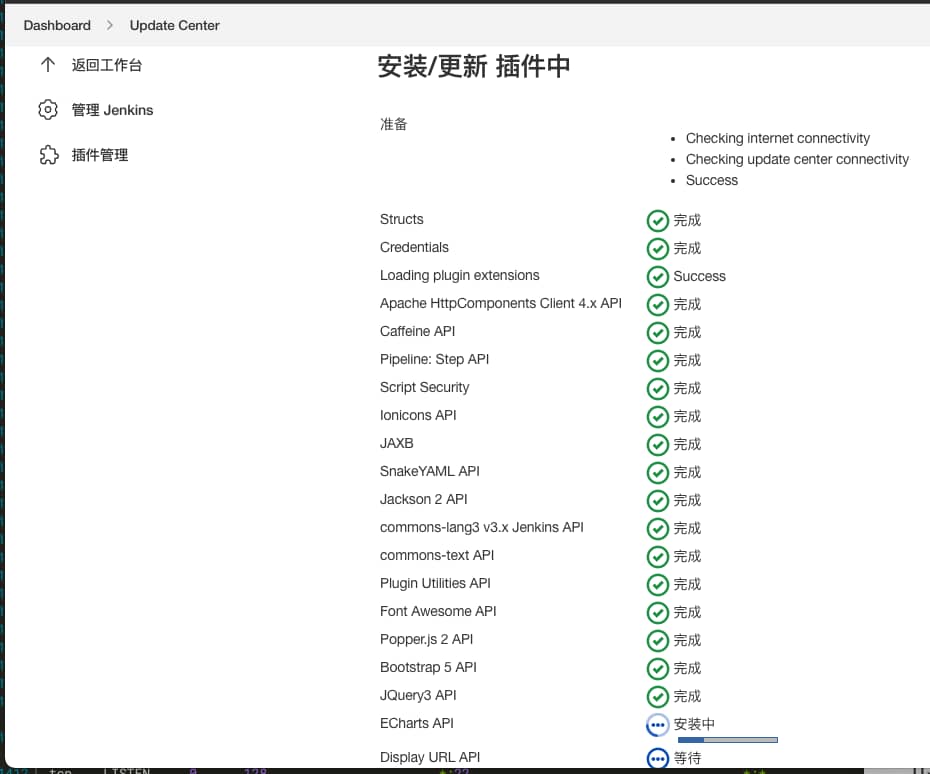 Dashboard > Update Center
返回工作台
管理 Jenkins
插件管理
安装/更新 插件中
准备
Checking internet connectivity
Checking update center connectivity
Success
Structs 完成
Credentials 完成
Loading plugin extensions Success
Apache HttpComponents Client 4.x API 完成
Caffeine API 完成
Pipeline: Step API 完成
Script Security 完成
Ionicons API 完成
JAXB 完成
SnakeYAML API 完成
Jackson 2 API 完成
commons-lang3 v3.x Jenkins API 完成
commons-text API 完成
Plugin Utilities API 完成
Font Awesome API 完成
Popper.js 2 API 完成
Bootstrap 5 API 完成
JQuery3 API 完成
ECharts API 安装中
Display URL API 等待